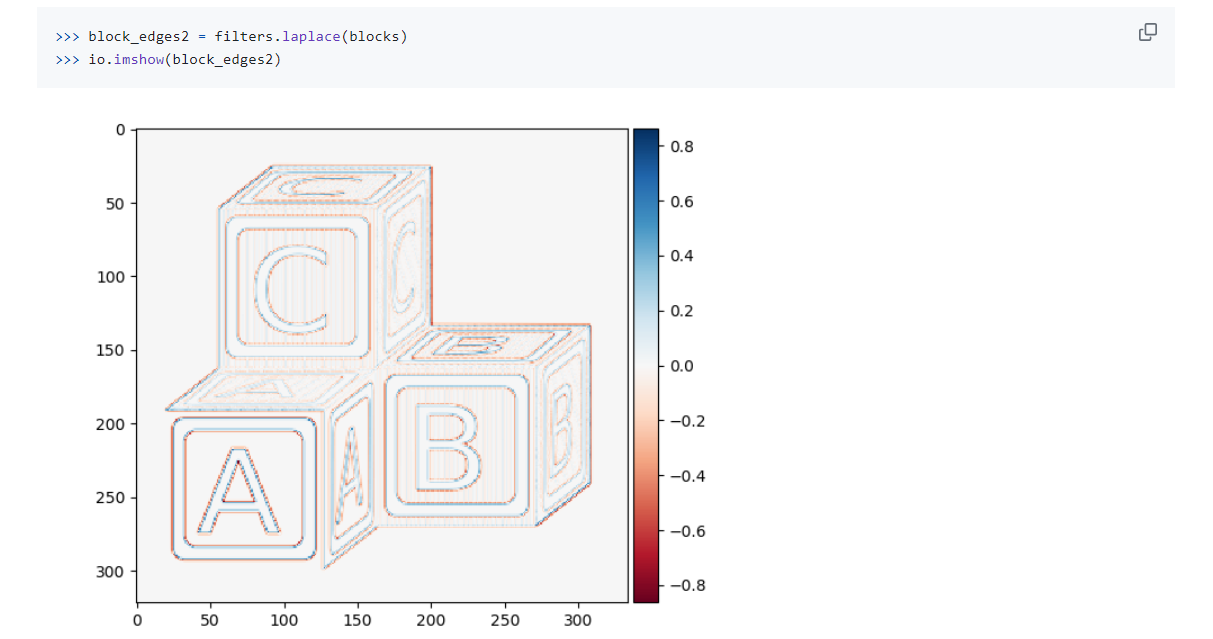 >>> block_edges2 = filters.laplace(blocks)
>>> io.imshow(block_edges2)
0
50
100
150
200
250
300
0 50 100 150 200 250 300
0.8
0.6
0.4
0.2
0.0
−0.2
−0.4
−0.6
−0.8
C
C
C
B
A
A
A
B
B